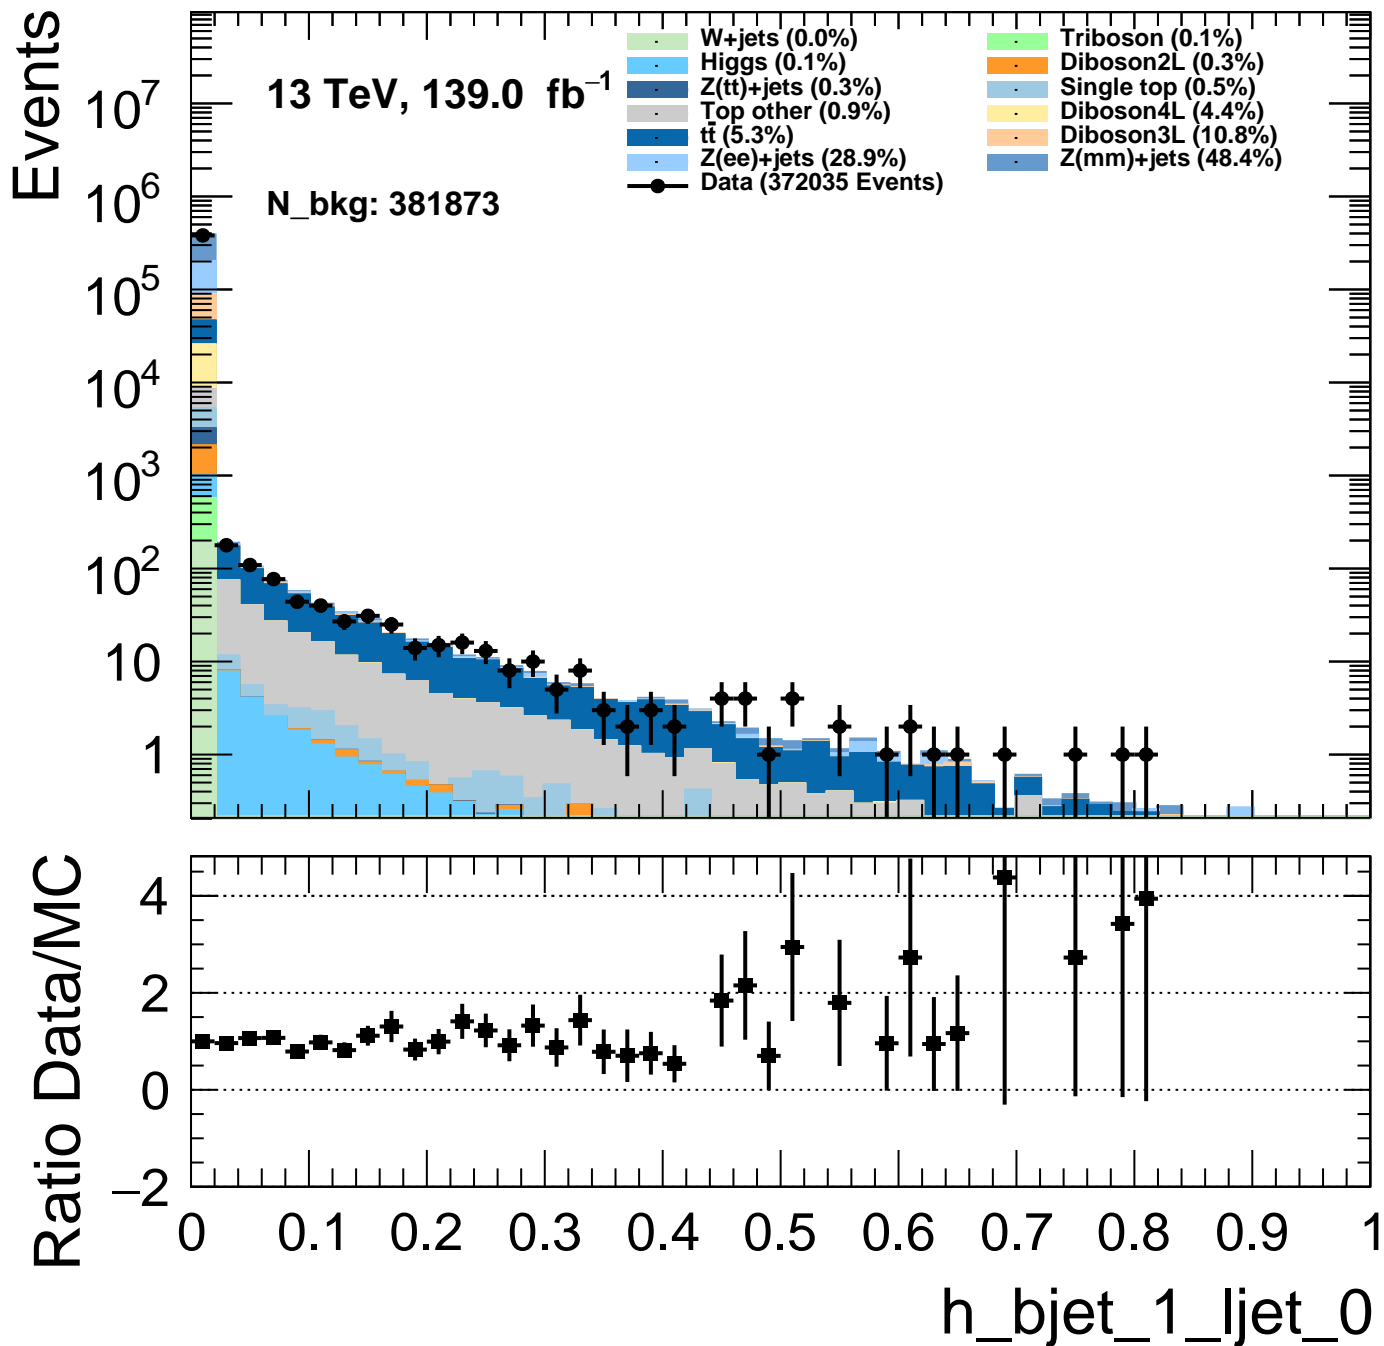 Events
10⁷
10⁶
10⁵
10⁴
10³
10²
10
1
13 TeV, 139.0 fb⁻¹
N_bkg: 381873
W+jets (0.0%)
Higgs (0.1%)
Z(tt)+jets (0.3%)
Top other (0.9%)
tt̄ (5.3%)
Z(ee)+jets (28.9%)
Data (372035 Events)
Triboson (0.1%)
Diboson2L (0.3%)
Single top (0.5%)
Diboson4L (4.4%)
Diboson3L (10.8%)
Z(mm)+jets (48.4%)
Ratio Data/MC
4
2
0
−2
0 0.1 0.2 0.3 0.4 0.5 0.6 0.7 0.8 0.9 1
h_bjet_1_ljet_0